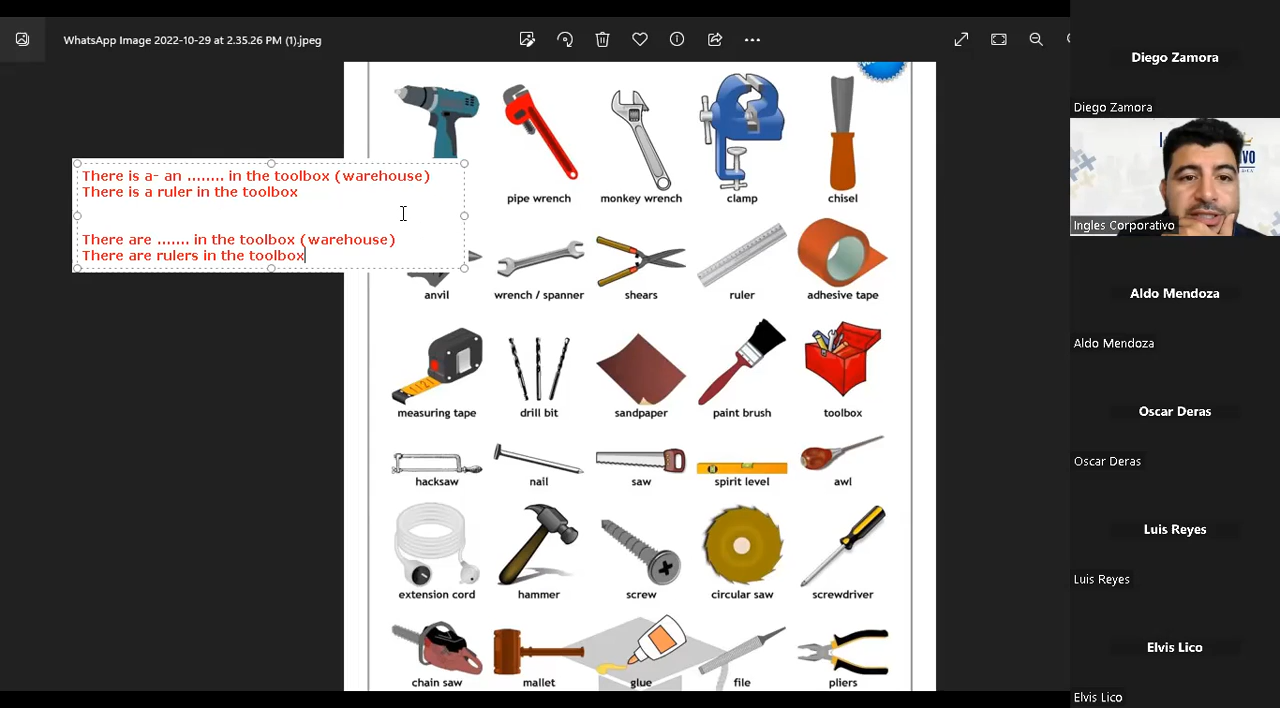 WhatsApp Image 2022-10-29 at 2.35.26 PM (1).jpeg
There is a- an ........ in the toolbox (warehouse)
There is a ruler in the toolbox
There are ....... in the toolbox (warehouse)
There are rulers in the toolbox
pipe wrench
monkey wrench
clamp
chisel
anvil
wrench / spanner
shears
ruler
adhesive tape
measuring tape
drill bit
sandpaper
paint brush
toolbox
hacksaw
nail
saw
spirit level
awl
extension cord
hammer
screw
circular saw
screwdriver
chain saw
mallet
glue
file
pliers
Diego Zamora
Diego Zamora
Ingles Corporativo
Aldo Mendoza
Aldo Mendoza
Oscar Deras
Oscar Deras
Luis Reyes
Luis Reyes
Elvis Lico
Elvis Lico